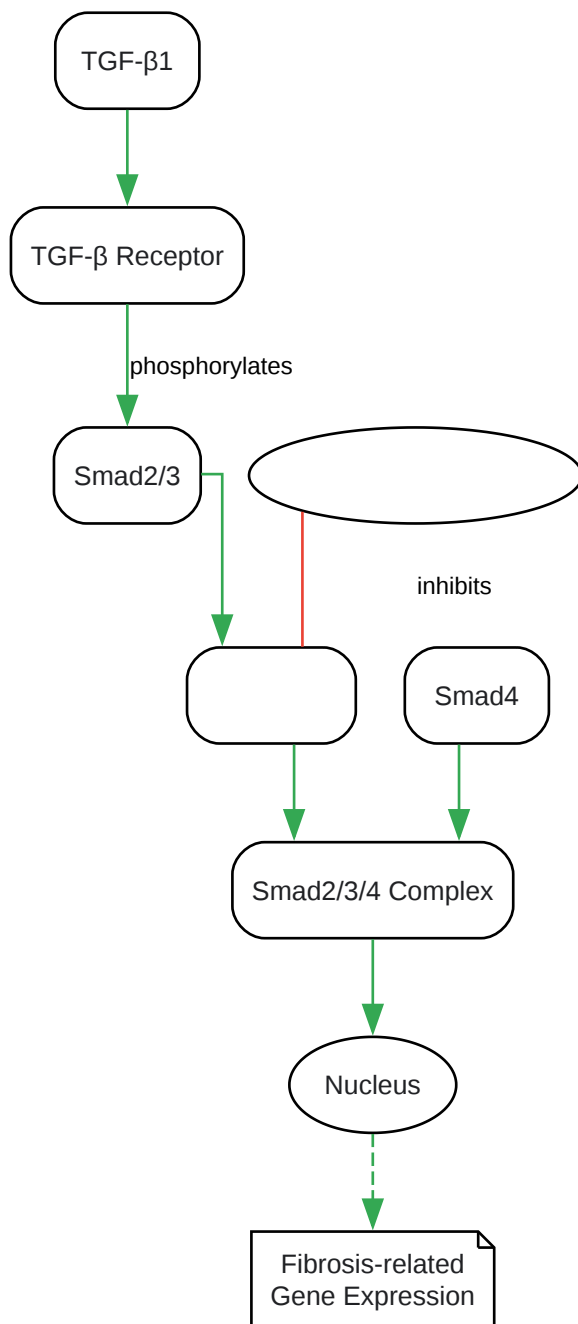 TGF-β1
TGF-β Receptor
phosphorylates
Smad2/3
inhibits
Smad4
Smad2/3/4 Complex
Nucleus
Fibrosis-related
Gene Expression